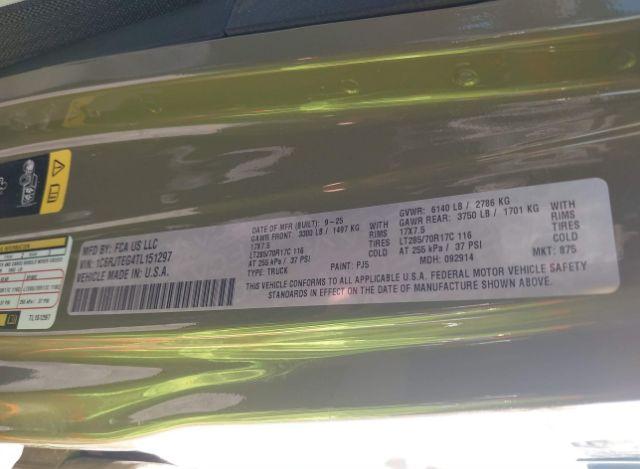 MFD BY: FCA US LLC
VIN: 1C6RJTEG4TL151297
VEHICLE MADE IN U.S.A.
DATE OF MFR (BUILT): 9-25
GAWR FRONT: 3300 LB / 1497 KG
WITH TIRES RIMS
LT285/70R17C 116
17X7.5
AT 255 kPa / 37 PSI
TYPE: TRUCK
PAINT: PJ5
GVWR: 6140 LB / 2786 KG
GAWR REAR: 3750 LB / 1701 KG
WITH TIRES RIMS
LT285/70R17C 116
17X7.5
AT 255 kPa / 37 PSI
MDH: 092914
MKT: 875
THIS VEHICLE CONFORMS TO ALL APPLICABLE U.S.A. FEDERAL MOTOR VEHICLE SAFETY
STANDARDS IN EFFECT ON THE DATE OF MANUFACTURE SHOWN ABOVE.
TL151297